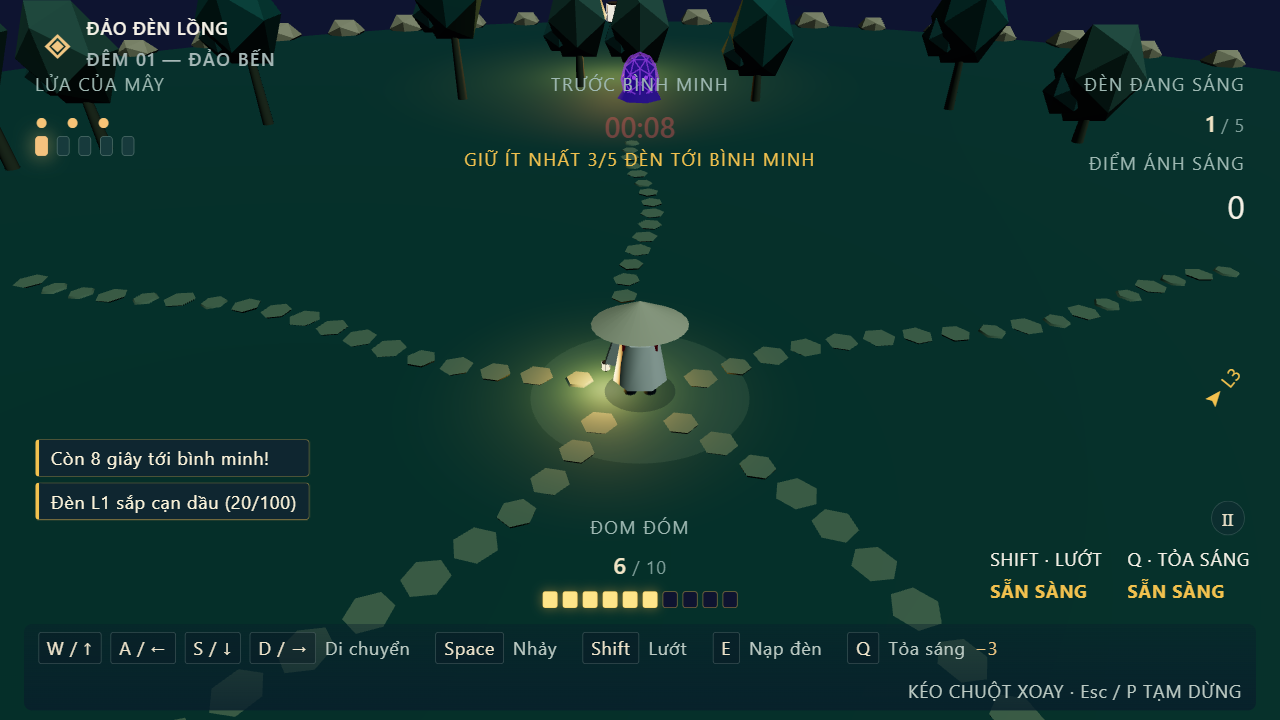 ĐẢO ĐÈN LỒNG
ĐÊM 01 — ĐẢO BẾN
LỬA CỦA MÂY
TRƯỚC BÌNH MINH
00:08
GIỮ ÍT NHẤT 3/5 ĐÈN TỚI BÌNH MINH
ĐÈN ĐANG SÁNG
1 / 5
ĐIỂM ÁNH SÁNG
0
L3
Còn 8 giây tới bình minh!
Đèn L1 sắp cạn dầu (20/100)
ĐOM ĐÓM
6 / 10
II
SHIFT · LƯỚT Q · TỎA SÁNG
SẴN SÀNG SẴN SÀNG
W / ↑ A / ← S / ↓ D / → Di chuyển Space Nhảy Shift Lướt E Nạp đèn Q Tỏa sáng −3
KÉO CHUỘT XOAY · Esc / P TẠM DỪNG